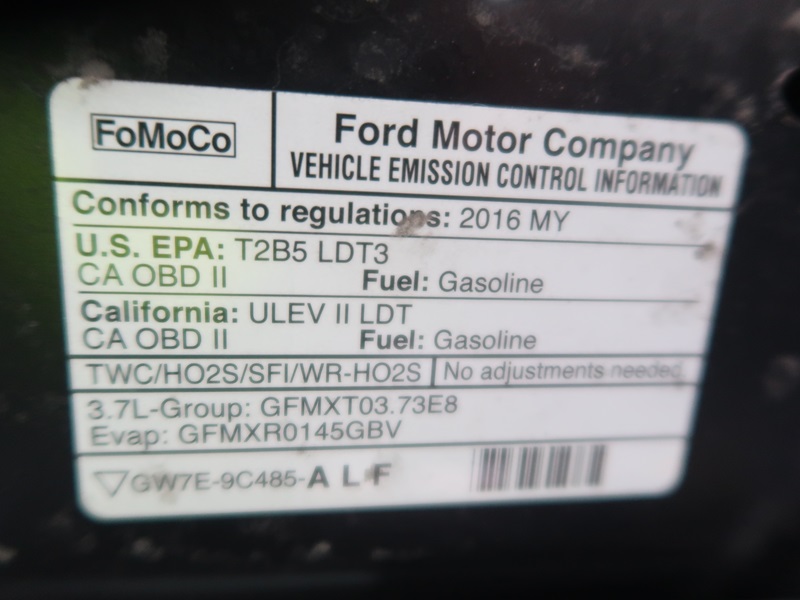 FoMoCo
Ford Motor Company
VEHICLE EMISSION CONTROL INFORMATION
Conforms to regulations: 2016 MY
U.S. EPA: T2B5 LDT3
CA OBD II Fuel: Gasoline
California: ULEV II LDT
CA OBD II Fuel: Gasoline
TWC/HO2S/SFI/WR-HO2S No adjustments needed.
3.7L-Group: GFMXT03.73E8
Evap: GFMXR0145GBV
GW7E-9C485-A L F